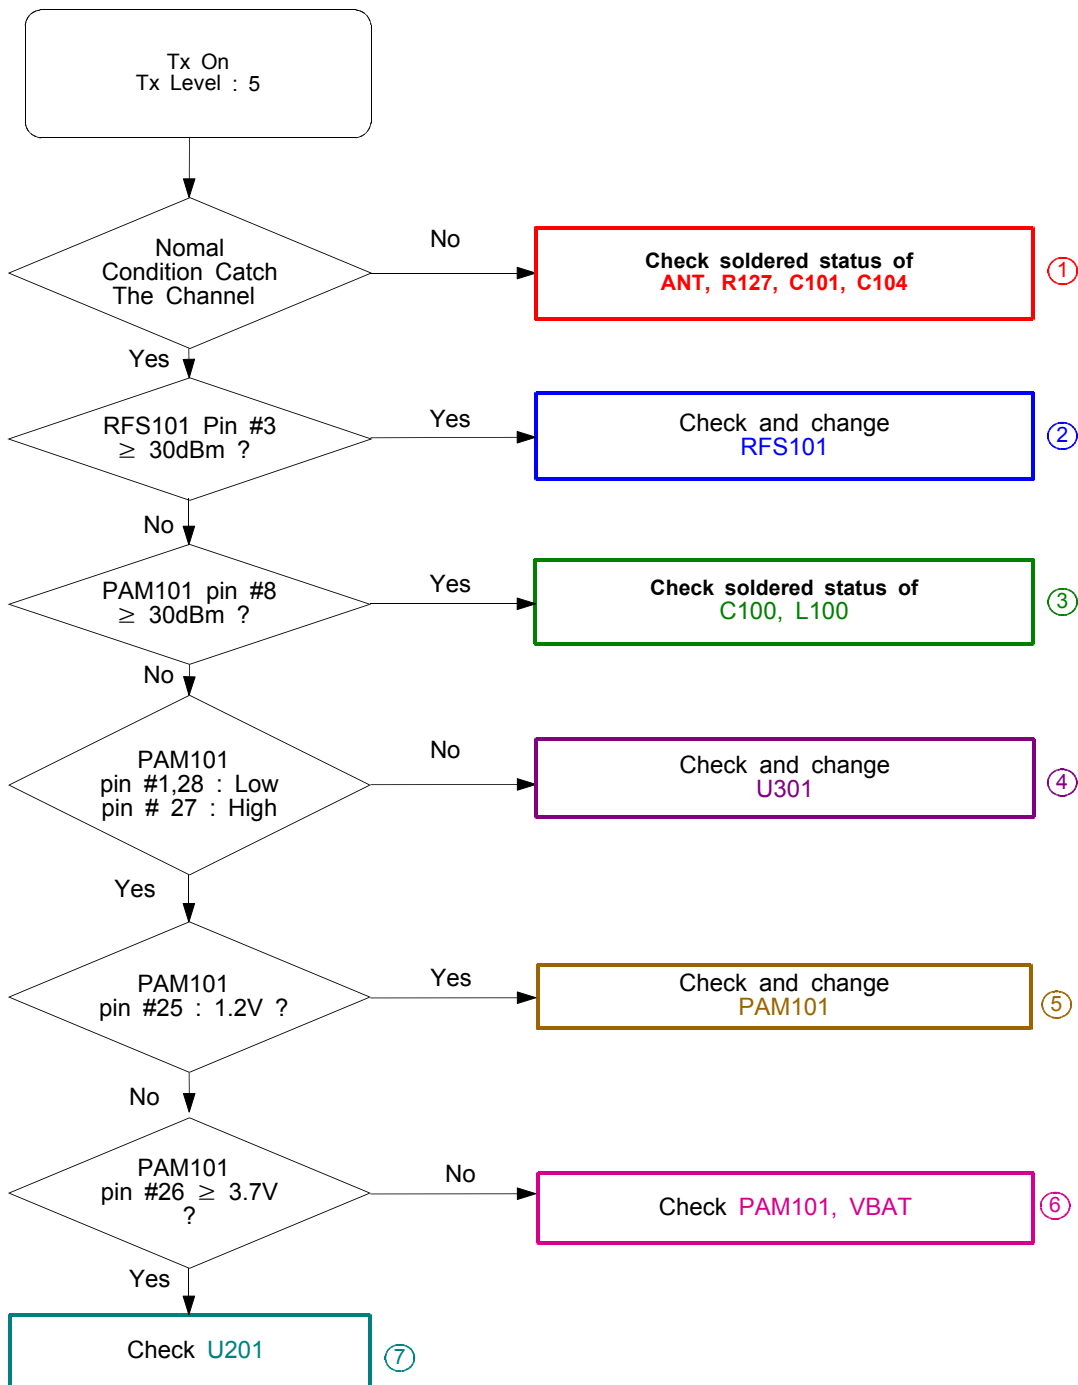 Tx On
Tx Level : 5
Nomal
Condition Catch
The Channel
No
Check soldered status of
ANT, R127, C101, C104
1
Yes
RFS101 Pin #3
≥ 30dBm ?
Yes
Check and change
RFS101
2
No
PAM101 pin #8
≥ 30dBm ?
Yes
Check soldered status of
C100, L100
3
No
PAM101
pin #1,28 : Low
pin # 27 : High
No
Check and change
U301
4
Yes
PAM101
pin #25 : 1.2V ?
Yes
Check and change
PAM101
5
No
PAM101
pin #26 ≥ 3.7V
?
No
Check PAM101, VBAT
6
Yes
Check U201
7